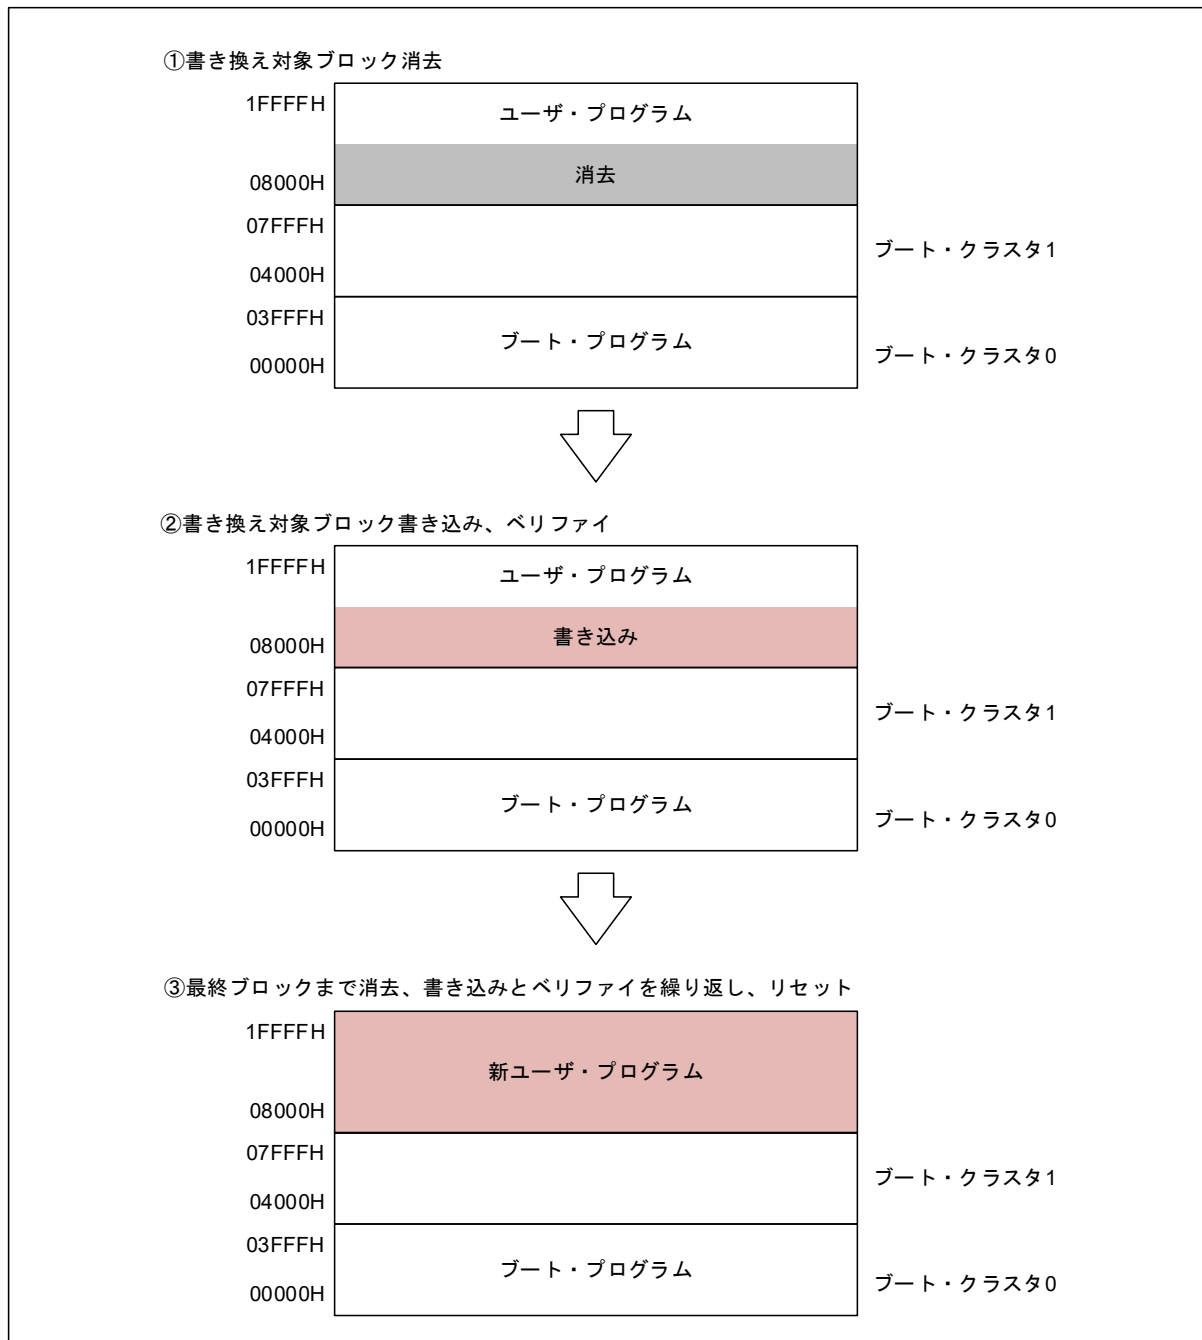 ①書き換え対象ブロック消去
1FFFFH
ユーザ・プログラム
消去
08000H
07FFFH
ブート・クラスタ1
04000H
03FFFH
ブート・プログラム
ブート・クラスタ0
00000H
②書き換え対象ブロック書き込み、ベリファイ
1FFFFH
ユーザ・プログラム
書き込み
08000H
07FFFH
ブート・クラスタ1
04000H
03FFFH
ブート・プログラム
ブート・クラスタ0
00000H
③最終ブロックまで消去、書き込みとベリファイを繰り返し、リセット
1FFFFH
新ユーザ・プログラム
08000H
07FFFH
ブート・クラスタ1
04000H
03FFFH
ブート・プログラム
ブート・クラスタ0
00000H